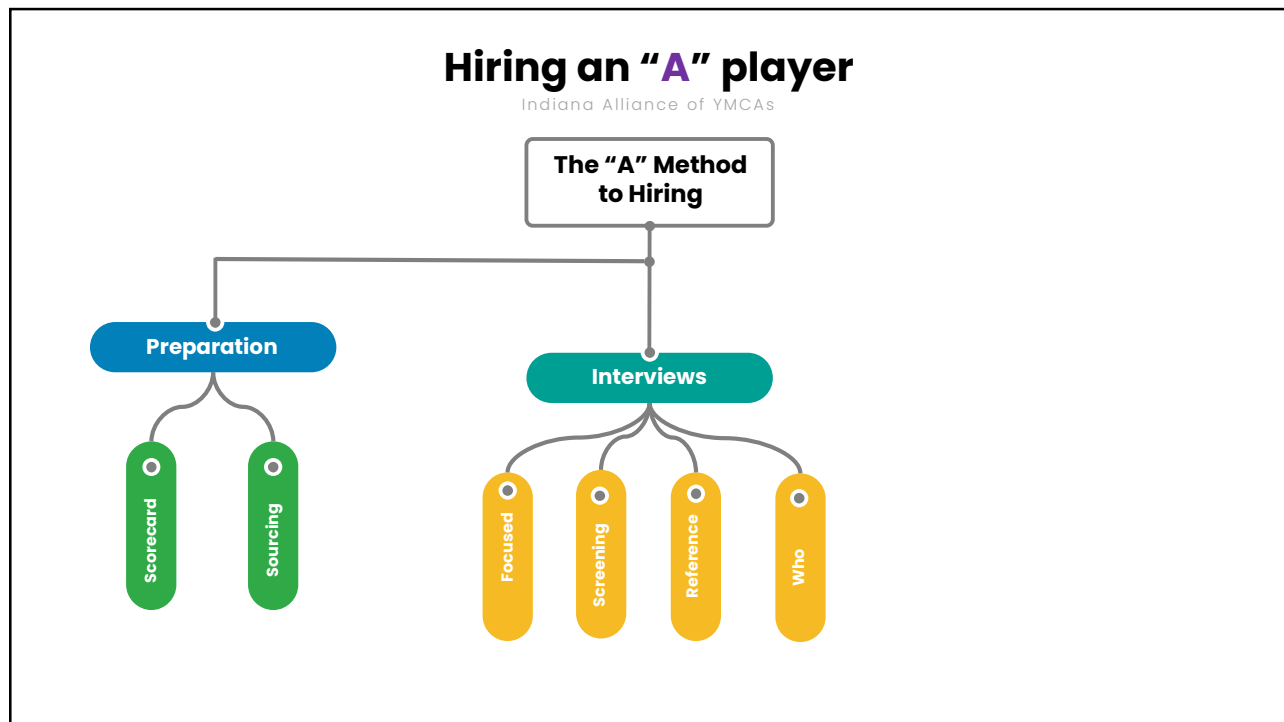 Hiring an “A” player
Indiana Alliance of YMCAs
The “A” Method
to Hiring
Preparation
Interviews
Scorecard
Sourcing
Focused
Screening
Reference
Who